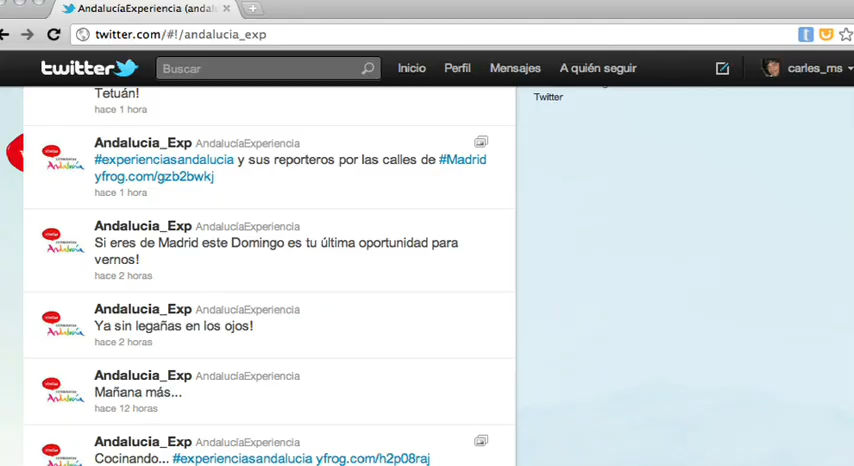 AndalucíaExperience (andalu
twitter.com/#!/andalucia_exp
twitter
Buscar
Inicio
Perfil
Mensajes
A quién seguir
carles_ms
Tetuán!
hace 1 hora
Twitter
Andalucia_Exp AndalucíaExperiencia
#experienciasandalucia y sus reporteros por las calles de #Madrid
yfrog.com/gzb2bwkj
hace 1 hora
Andalucia_Exp AndalucíaExperiencia
Si eres de Madrid este Domingo es tu última oportunidad para
vernos!
hace 2 horas
Andalucia_Exp AndalucíaExperiencia
Ya sin legañas en los ojos!
hace 2 horas
Andalucia_Exp AndalucíaExperiencia
Mañana más...
hace 12 horas
Andalucia_Exp AndalucíaExperiencia
Cocinando... #experienciasandalucia yfrog.com/h2p08raj